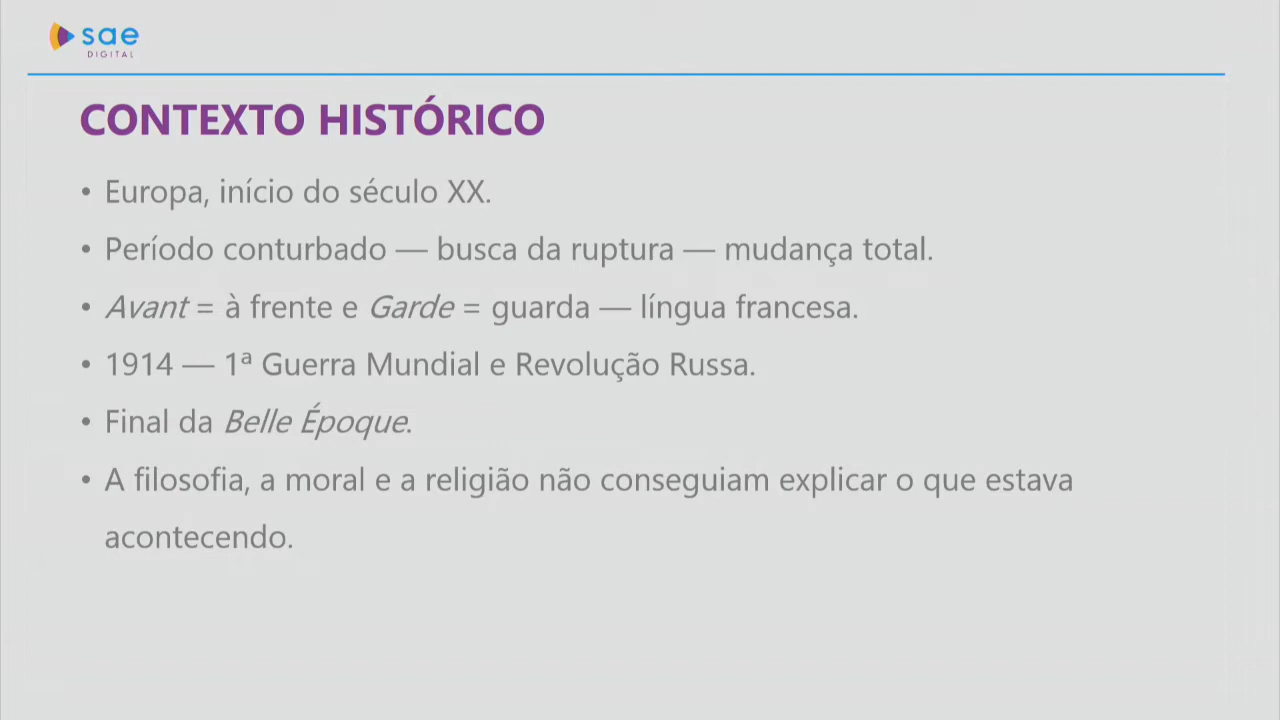 sae
DIGITAL
CONTEXTO HISTÓRICO
• Europa, início do século XX.
• Período conturbado — busca da ruptura — mudança total.
• Avant = à frente e Garde = guarda — língua francesa.
• 1914 — 1ª Guerra Mundial e Revolução Russa.
• Final da Belle Époque.
• A filosofia, a moral e a religião não conseguiam explicar o que estava
acontecendo.